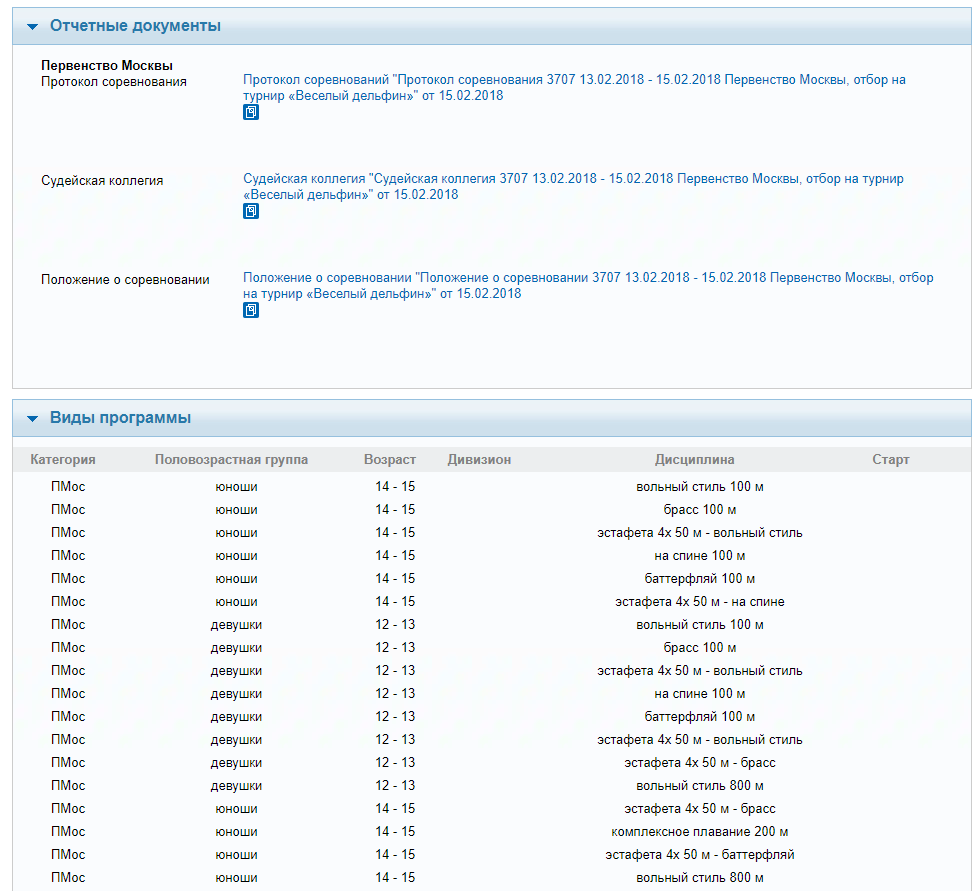 Отчетные документы
Первенство Москвы
Протокол соревнования
Протокол соревнований "Протокол соревнования 3707 13.02.2018 - 15.02.2018 Первенство Москвы, отбор на
турнир «Веселый дельфин»" от 15.02.2018
Судейская коллегия
Судейская коллегия "Судейская коллегия 3707 13.02.2018 - 15.02.2018 Первенство Москвы, отбор на турнир
«Веселый дельфин»" от 15.02.2018
Положение о соревновании
Положение о соревновании "Положение о соревновании 3707 13.02.2018 - 15.02.2018 Первенство Москвы, отбор
на турнир «Веселый дельфин»" от 15.02.2018
Виды программы
Категория Половозрастная группа Возраст Дивизион Дисциплина Старт
ПМос юноши 14 - 15 вольный стиль 100 м
ПМос юноши 14 - 15 брасс 100 м
ПМос юноши 14 - 15 эстафета 4х 50 м - вольный стиль
ПМос юноши 14 - 15 на спине 100 м
ПМос юноши 14 - 15 баттерфляй 100 м
ПМос юноши 14 - 15 эстафета 4х 50 м - на спине
ПМос девушки 12 - 13 вольный стиль 100 м
ПМос девушки 12 - 13 брасс 100 м
ПМос девушки 12 - 13 эстафета 4х 50 м - вольный стиль
ПМос девушки 12 - 13 на спине 100 м
ПМос девушки 12 - 13 баттерфляй 100 м
ПМос девушки 12 - 13 эстафета 4х 50 м - вольный стиль
ПМос девушки 12 - 13 эстафета 4х 50 м - брасс
ПМос девушки 12 - 13 вольный стиль 800 м
ПМос юноши 14 - 15 эстафета 4х 50 м - брасс
ПМос юноши 14 - 15 комплексное плавание 200 м
ПМос юноши 14 - 15 эстафета 4х 50 м - баттерфляй
ПМос юноши 14 - 15 вольный стиль 800 м